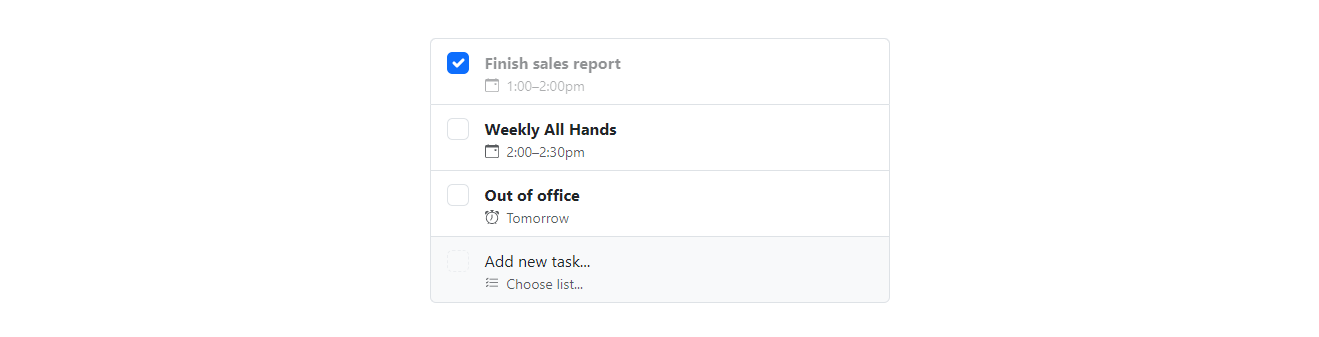 Finish sales report
1:00–2:00pm
Weekly All Hands
2:00–2:30pm
Out of office
Tomorrow
Add new task...
Choose list...